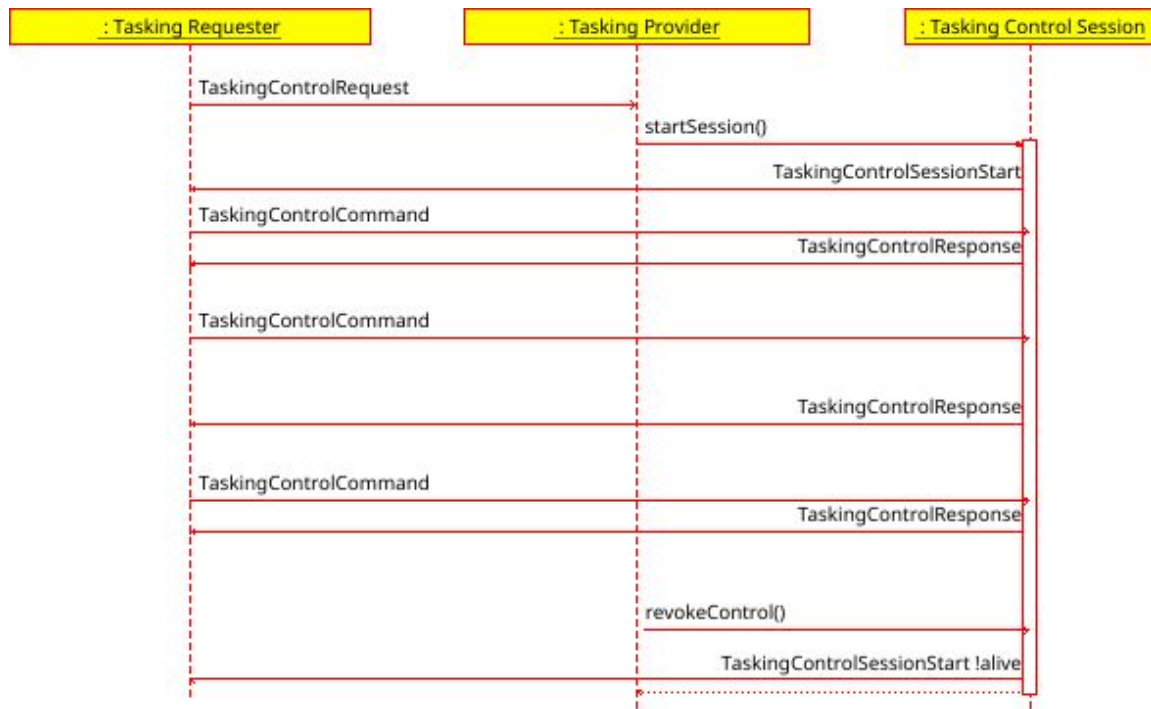 : Tasking Requester
: Tasking Provider
: Tasking Control Session
TaskingControlRequest
startSession()
TaskingControlSessionStart
TaskingControlCommand
TaskingControlResponse
TaskingControlCommand
TaskingControlResponse
TaskingControlCommand
TaskingControlResponse
revokeControl()
TaskingControlSessionStart !alive